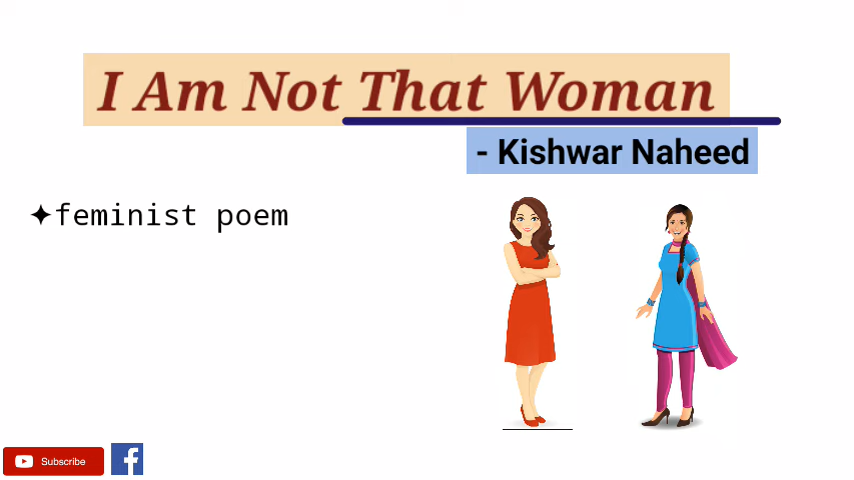 I Am Not That Woman
- Kishwar Naheed
✦feminist poem
Subscribe
f